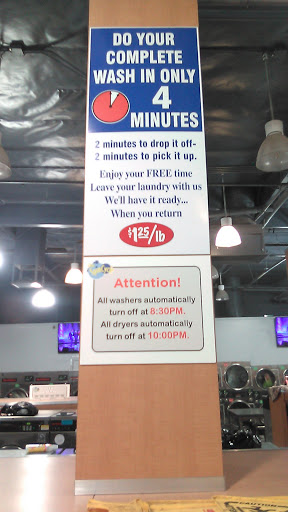 DO YOUR
COMPLETE
WASH IN ONLY
4
MINUTES
2 minutes to drop it off-
2 minutes to pick it up.
Enjoy your FREE time
Leave your laundry with us
We'll have it ready...
When you return
$1.25/lb
Attention!
All washers automatically
turn off at 8:30PM.
All dryers automatically
turn off at 10:00PM.